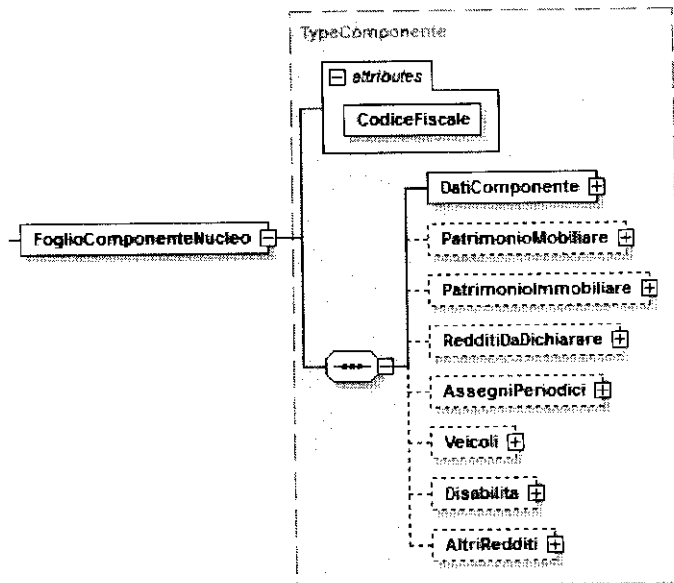 TypeComponente
attributes
CodiceFiscale
DatiComponente
PatrimonioMobiliare
FoglioComponenteNucleo
PatrimonioImmobiliare
RedditiDaDichiarare
AssegniPeriodici
Veicoli
Disabilita
AltriRedditi